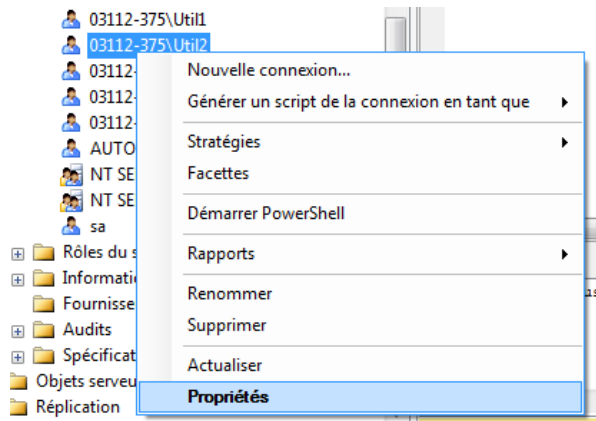 03112-375\Util1
03112-375\Util2
03112-
03112-
03112-
AUTO
NT SE
NT SE
sa
Rôles du s
Informati
Fournisse
Audits
Spécificat
Objets serveu
Réplication
Nouvelle connexion...
Générer un script de la connexion en tant que
Stratégies
Facettes
Démarrer PowerShell
Rapports
Renommer
Supprimer
Actualiser
Propriétés